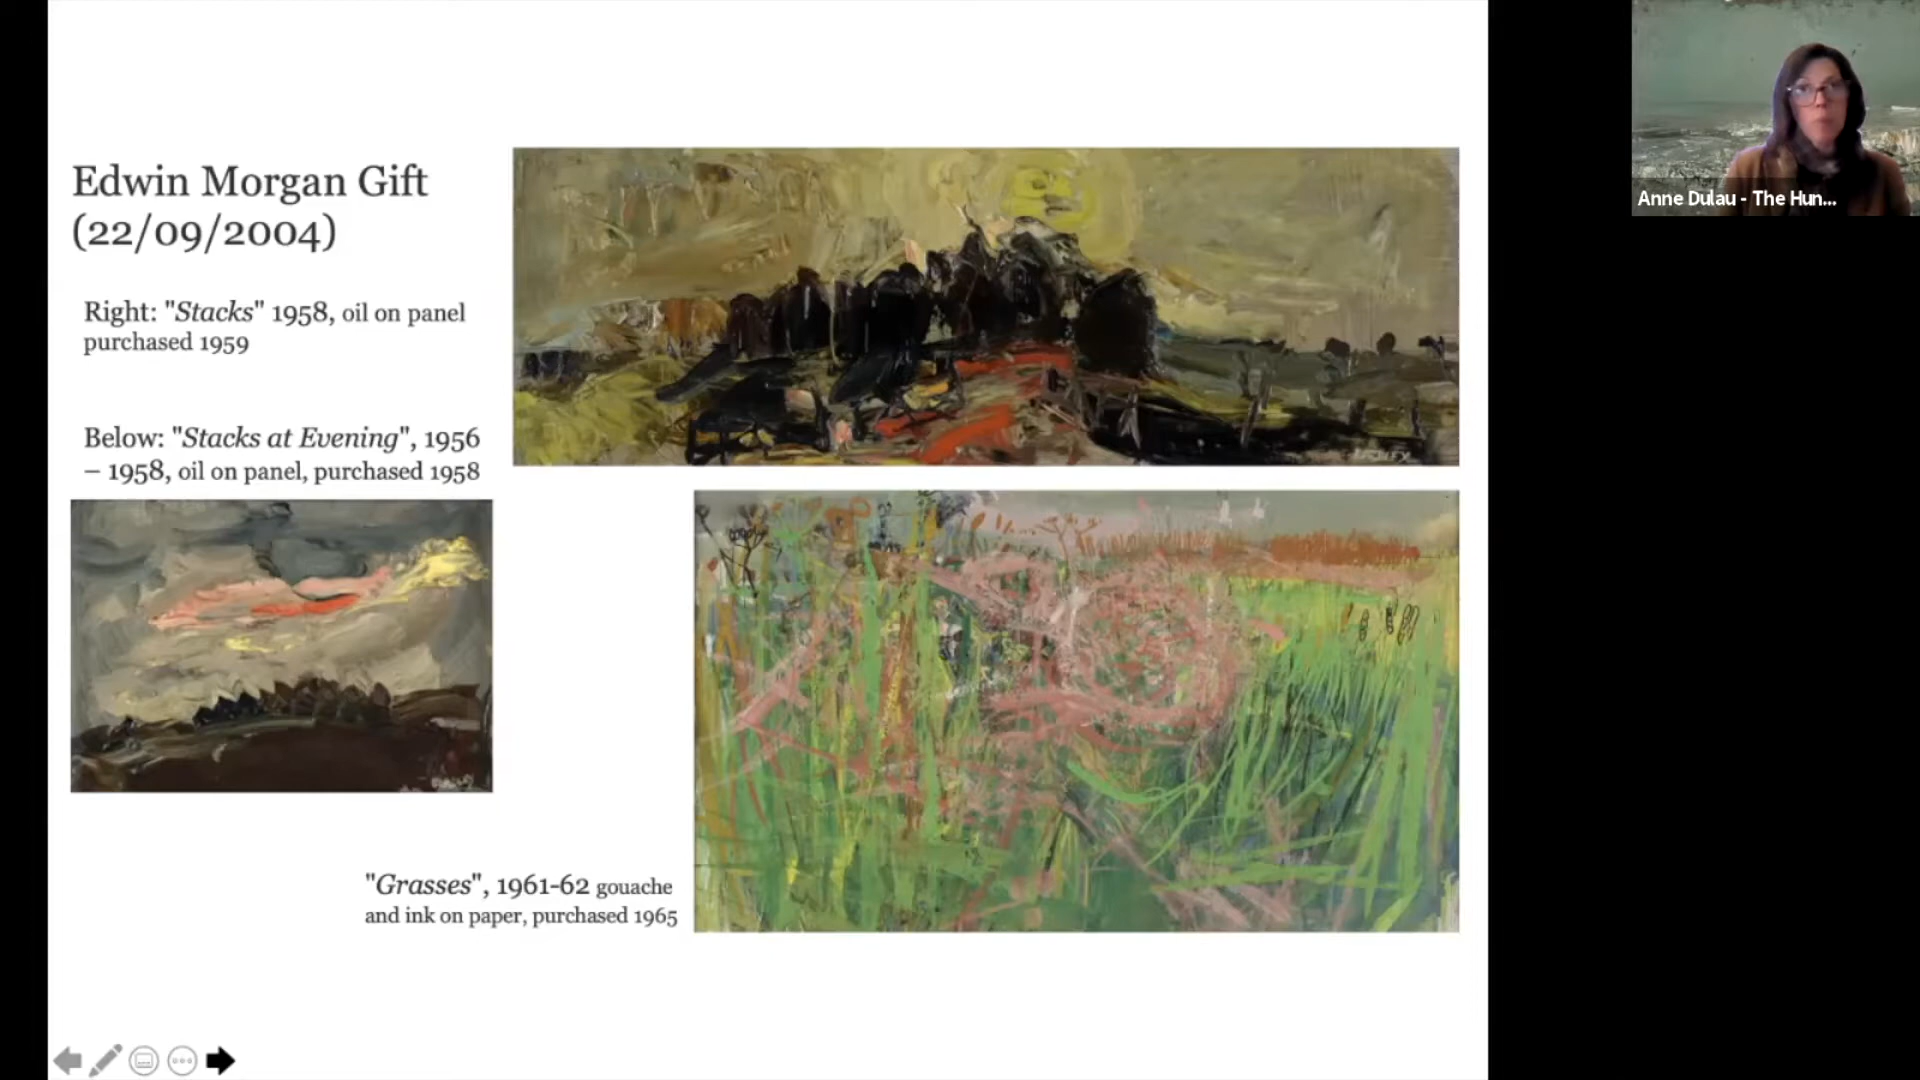 Edwin Morgan Gift
(22/09/2004)
Right: "Stacks" 1958, oil on panel
purchased 1959
Below: "Stacks at Evening", 1956
– 1958, oil on panel, purchased 1958
"Grasses", 1961-62 gouache
and ink on paper, purchased 1965
Anne Dulau - The Hun...